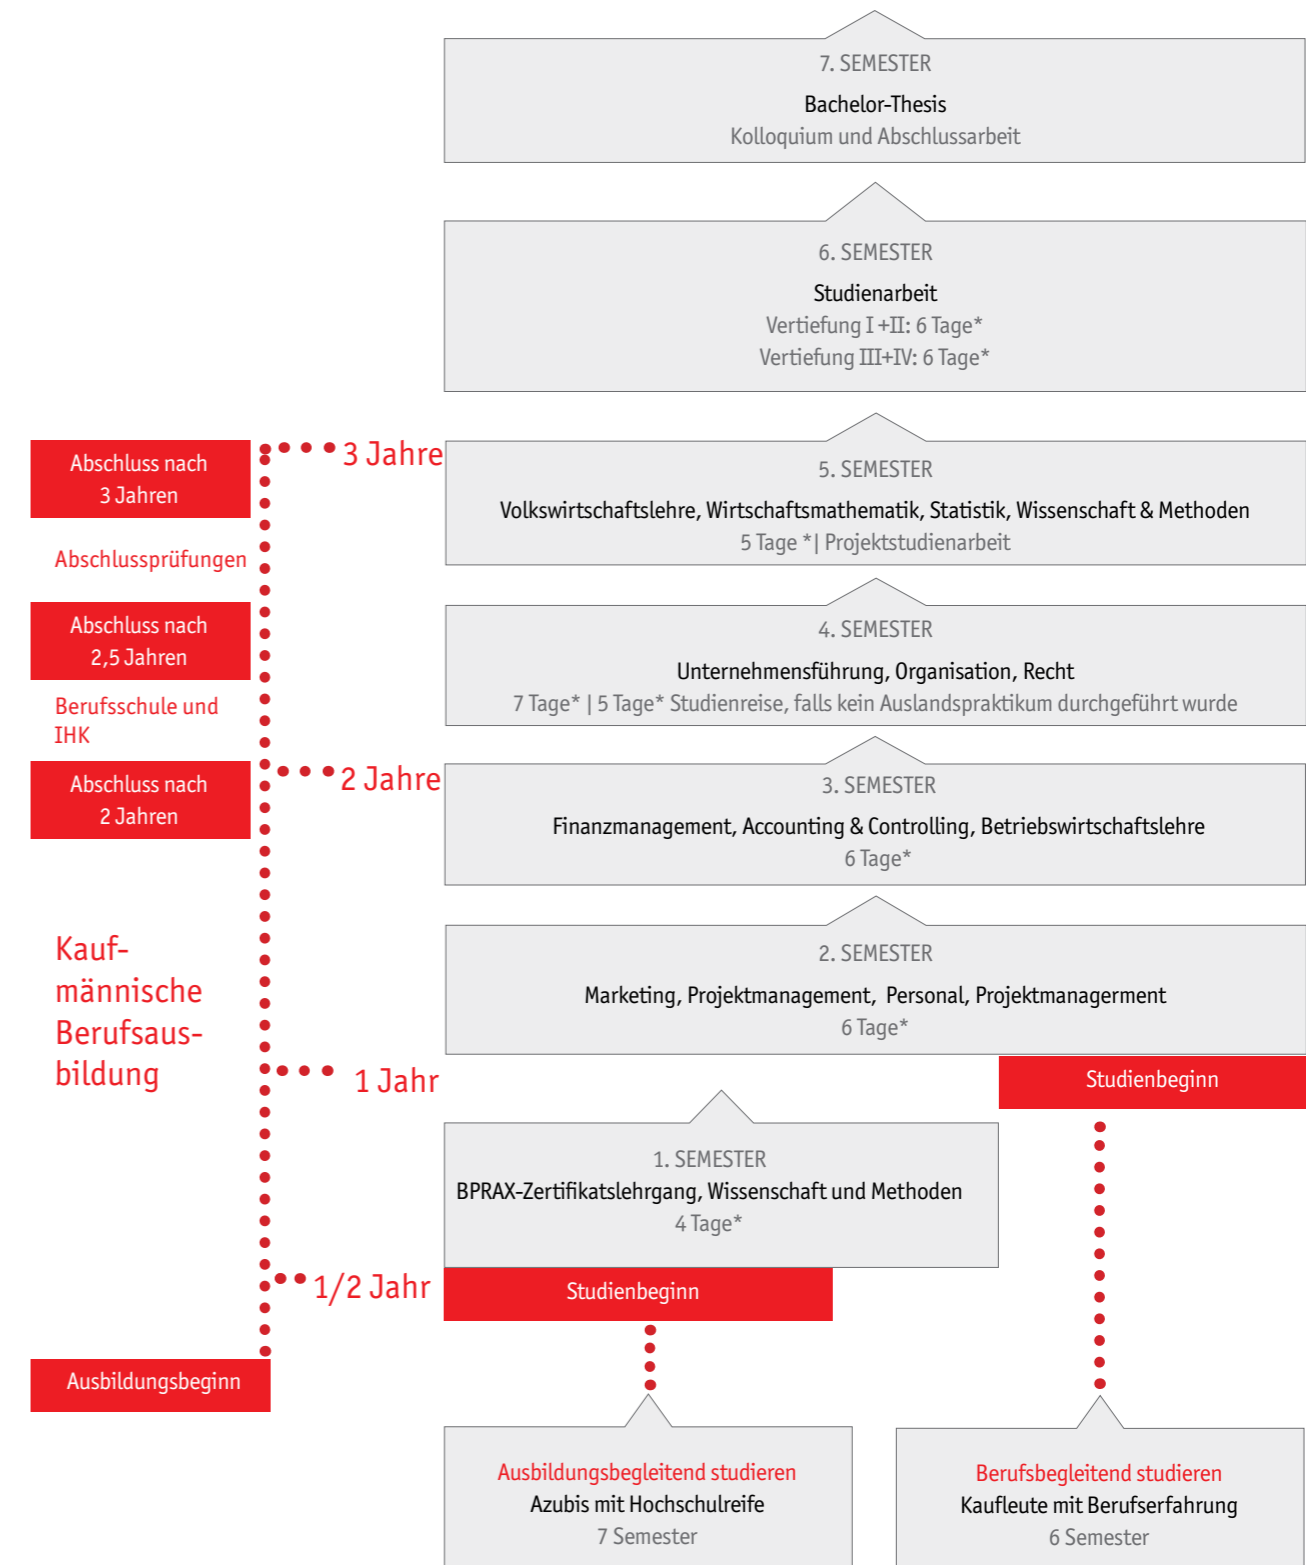 7. SEMESTER
Bachelor-Thesis
Kolloquium und Abschlussarbeit
6. SEMESTER
Studienarbeit
Vertiefung I +II: 6 Tage*
Vertiefung III+IV: 6 Tage*
Abschluss nach
3 Jahren
3 Jahre
5. SEMESTER
Volkswirtschaftslehre, Wirtschaftsmathematik, Statistik, Wissenschaft & Methoden
5 Tage *| Projektstudienarbeit
Abschlussprüfungen
Abschluss nach
2,5 Jahren
4. SEMESTER
Unternehmensführung, Organisation, Recht
7 Tage* | 5 Tage* Studienreise, falls kein Auslandspraktikum durchgeführt wurde
Berufsschule und
IHK
Abschluss nach
2 Jahren
2 Jahre
3. SEMESTER
Finanzmanagement, Accounting & Controlling, Betriebswirtschaftslehre
6 Tage*
Kauf-
männische
Berufsaus-
bildung
2. SEMESTER
Marketing, Projektmanagement, Personal, Projektmanagerment
6 Tage*
1 Jahr
Studienbeginn
1. SEMESTER
BPRAX-Zertifikatslehrgang, Wissenschaft und Methoden
4 Tage*
1/2 Jahr
Studienbeginn
Ausbildungsbeginn
Ausbildungsbegleitend studieren
Azubis mit Hochschulreife
7 Semester
Berufsbegleitend studieren
Kaufleute mit Berufserfahrung
6 Semester